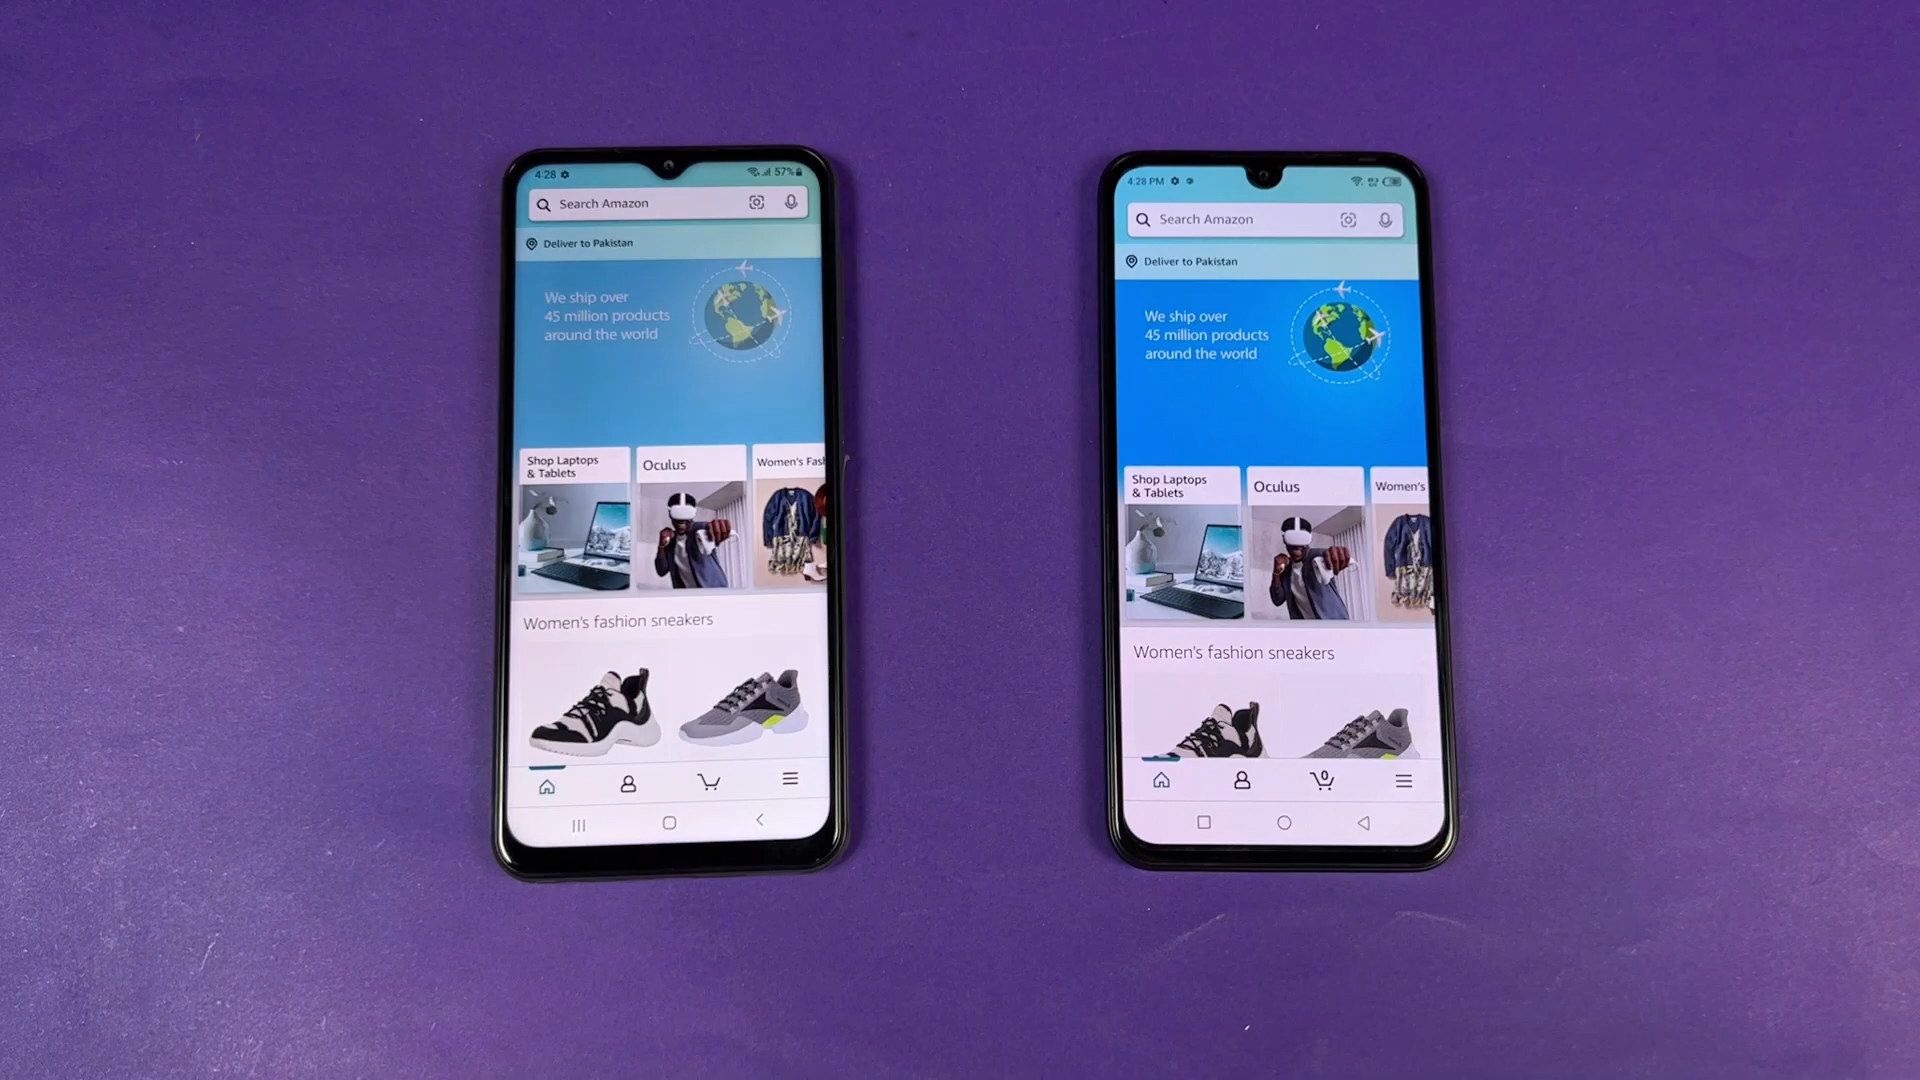 4:28
57%
Search Amazon
Deliver to Pakistan
We ship over
45 million products
around the world
Shop Laptops
& Tablets
Oculus
Women's Fash
Women's fashion sneakers
4:28 PM
Search Amazon
Deliver to Pakistan
We ship over
45 million products
around the world
Shop Laptops
& Tablets
Oculus
Women's
Women's fashion sneakers
0